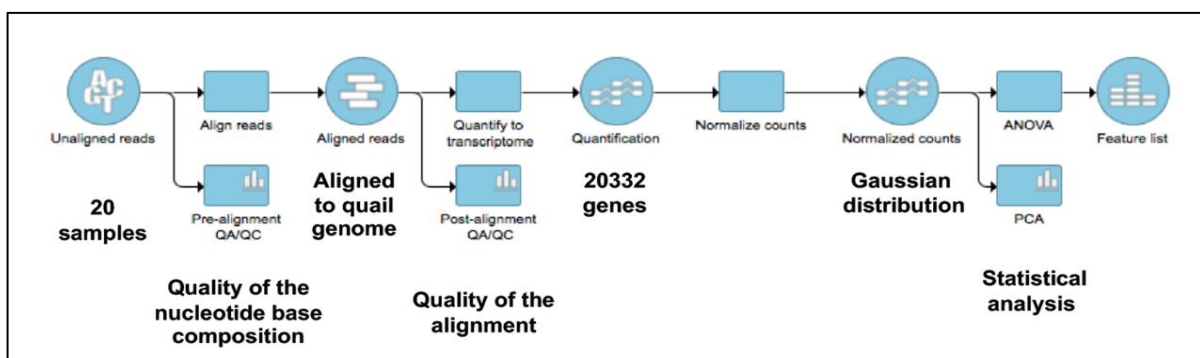 ACGT
Unaligned reads
Align reads
Aligned reads
Quantify to
transcriptome
Quantification
Normalize counts
Normalized counts
ANOVA
Feature list
20
samples
Pre-alignment
QA/QC
Aligned
to quail
genome
Post-alignment
QA/QC
20332
genes
Gaussian
distribution
PCA
Quality of the
nucleotide base
composition
Quality of the
alignment
Statistical
analysis